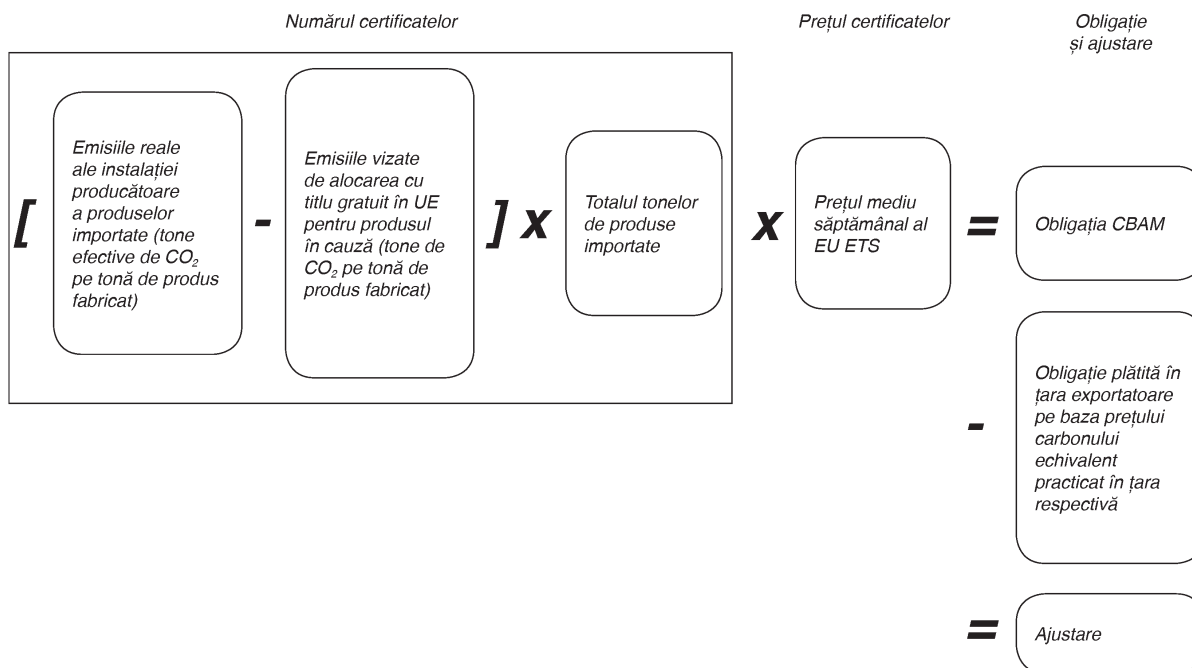 Numărul certificatelor
Prețul certificatelor
Obligație
și ajustare
[
Emisiile reale
ale instalației
producătoare
a produselor
importate (tone
efective de CO₂
pe tonă de produs
fabricat)
-
Emisiile vizate
de alocarea cu
titlu gratuit în UE
pentru produsul
în cauză (tone de
CO₂ pe tonă de
produs fabricat)
] x
Totalul tonelor
de produse
importate
x
Prețul mediu
săptămânal al
EU ETS
=
Obligația CBAM
-
Obligație plătită în
țara exportatoare
pe baza prețului
carbonului
echivalent
practicat în țara
respectivă
=
Ajustare